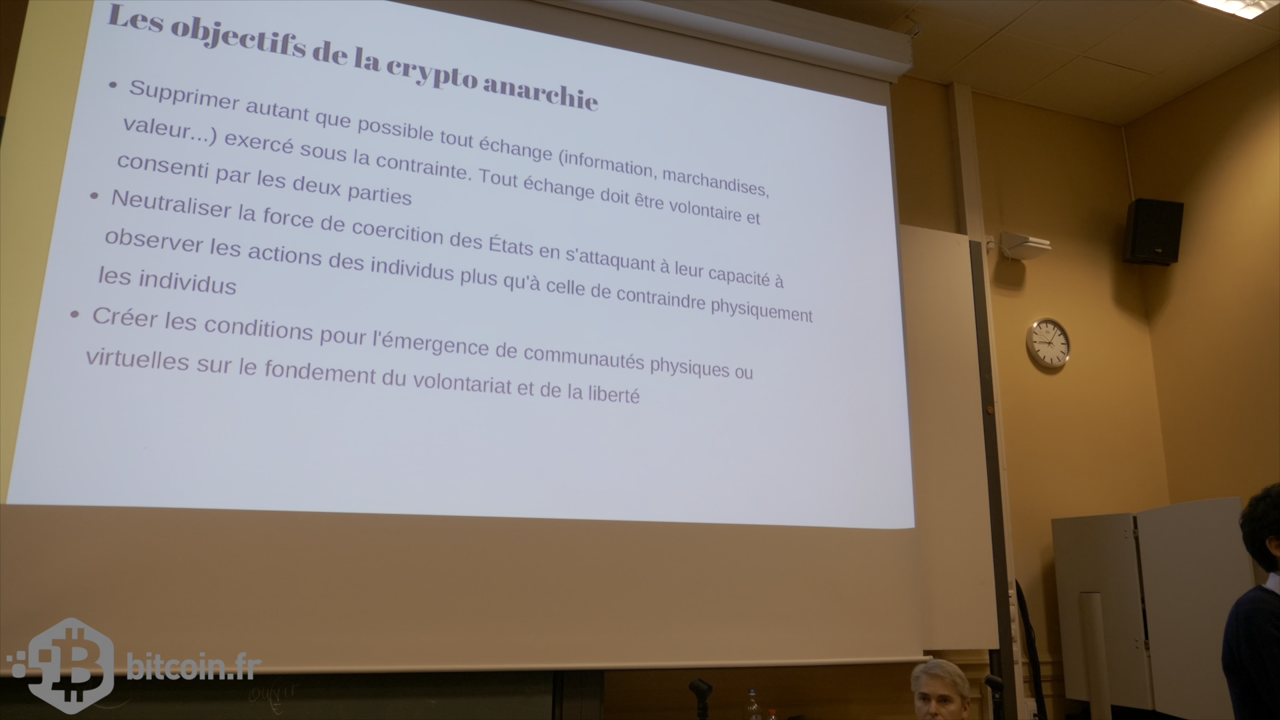 Les objectifs de la crypto anarchie
• Supprimer autant que possible tout échange (information, marchandises,
valeur...) exercé sous la contrainte. Tout échange doit être volontaire et
consenti par les deux parties
• Neutraliser la force de coercition des États en s'attaquant à leur capacité à
observer les actions des individus plus qu'à celle de contraindre physiquement
les individus
• Créer les conditions pour l'émergence de communautés physiques ou
virtuelles sur le fondement du volontariat et de la liberté
bitcoin.fr